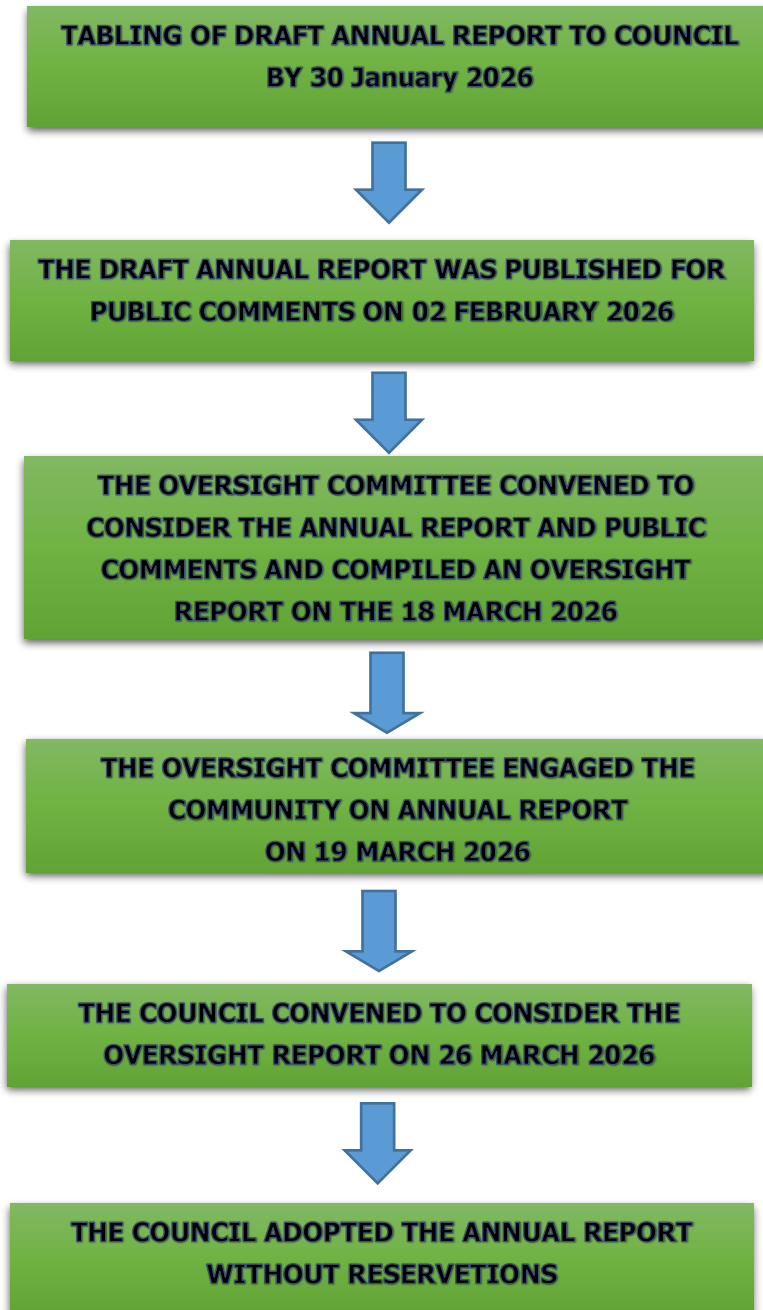 TABLING OF DRAFT ANNUAL REPORT TO COUNCIL
BY 30 January 2026
THE DRAFT ANNUAL REPORT WAS PUBLISHED FOR
PUBLIC COMMENTS ON 02 FEBRUARY 2026
THE OVERSIGHT COMMITTEE CONVENED TO
CONSIDER THE ANNUAL REPORT AND PUBLIC
COMMENTS AND COMPILED AN OVERSIGHT
REPORT ON THE 18 MARCH 2026
THE OVERSIGHT COMMITTEE ENGAGED THE
COMMUNITY ON ANNUAL REPORT
ON 19 MARCH 2026
THE COUNCIL CONVENED TO CONSIDER THE
OVERSIGHT REPORT ON 26 MARCH 2026
THE COUNCIL ADOPTED THE ANNUAL REPORT
WITHOUT RESERVETIONS